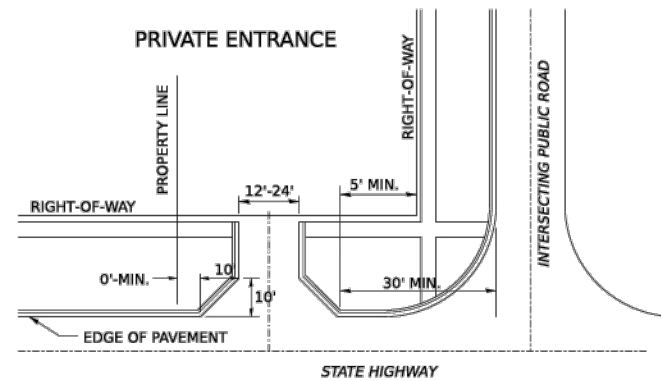 PRIVATE ENTRANCE
RIGHT-OF-WAY
PROPERTY LINE
INTERSECTING PUBLIC ROAD
12'-24'
5' MIN.
RIGHT-OF-WAY
0'-MIN.
10'
10'
30' MIN.
EDGE OF PAVEMENT
STATE HIGHWAY